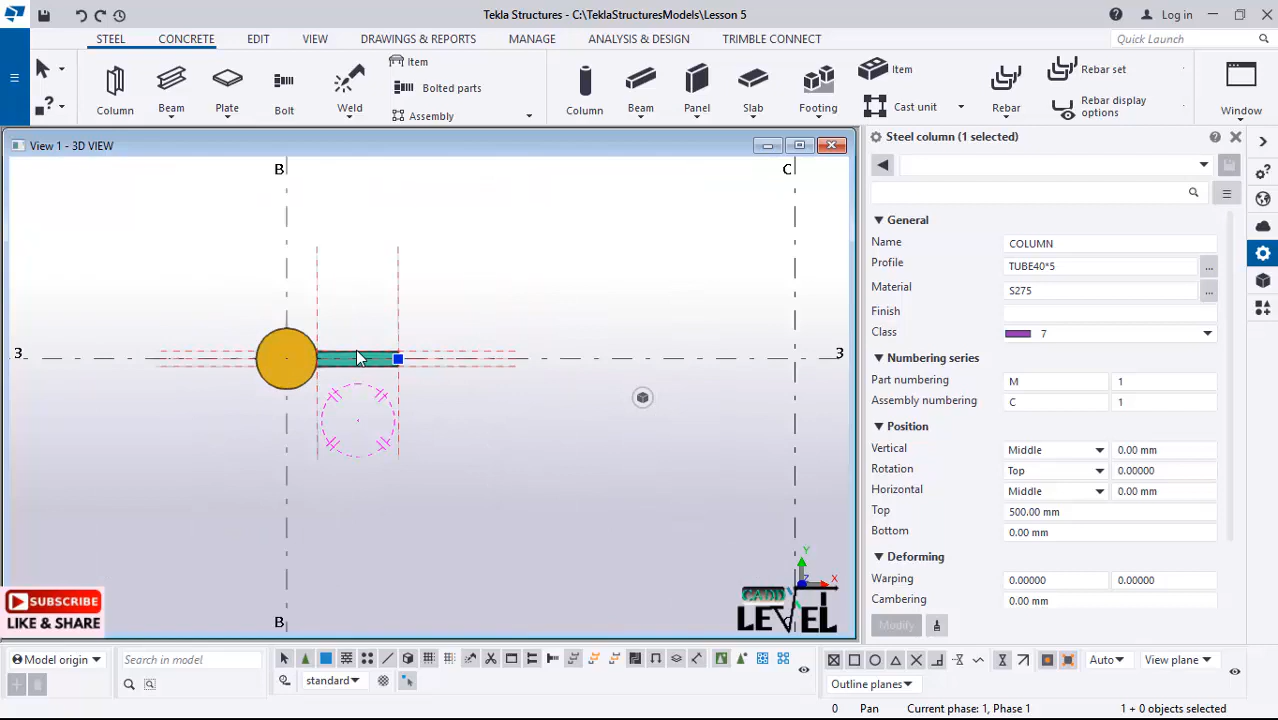 Tekla Structures - C:\TeklaStructuresModels\Lesson 5
Log in
STEEL CONCRETE EDIT VIEW DRAWINGS & REPORTS MANAGE ANALYSIS & DESIGN TRIMBLE CONNECT Quick Launch
Column Beam Plate Bolt Weld Item Bolted parts Assembly Column Beam Panel Slab Footing Item Cast unit Rebar Rebar set Rebar display options Window
View 1 - 3D VIEW
B C
3 3
B
Y
X
Z
SUBSCRIBE
LIKE & SHARE
CADD
LEVEL
Steel column (1 selected)
General
Name COLUMN
Profile TUBE40*5 ...
Material S275 ...
Finish
Class 7
Numbering series
Part numbering M 1
Assembly numbering C 1
Position
Vertical Middle 0.00 mm
Rotation Top 0.00000
Horizontal Middle 0.00 mm
Top 500.00 mm
Bottom 0.00 mm
Deforming
Warping 0.00000 0.00000
Cambering 0.00 mm
Modify
Model origin Search in model
standard
Auto View plane
Outline planes
0 Pan Current phase: 1, Phase 1 1 + 0 objects selected